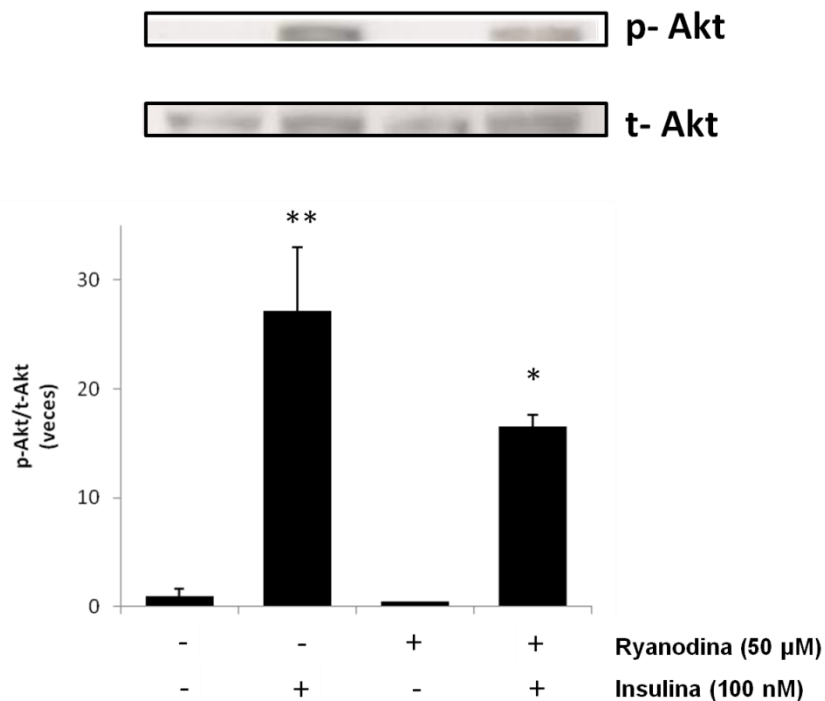 p- Akt
t- Akt
p-Akt/t-Akt
(veces)
30
20
10
0
**
*
- - + + Ryanodina (50 µM)
- + - + Insulina (100 nM)